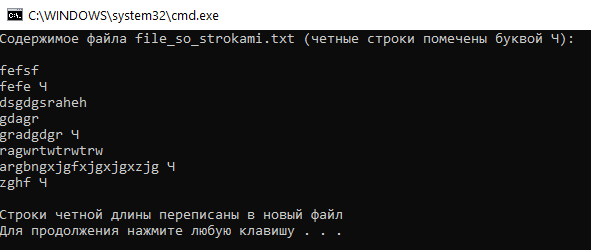 C:\WINDOWS\system32\cmd.exe
Содержимое файла file_so_strokami.txt (четные строки помечены буквой Ч):
fefsf
fefe Ч
dsgdgsraheh
gdagr
gradgdgr Ч
ragwrtwtrwtrw
argbngxjgfxjgxjgxzjg Ч
zghf Ч
Строки четной длины переписаны в новый файл
Для продолжения нажмите любую клавишу . . .